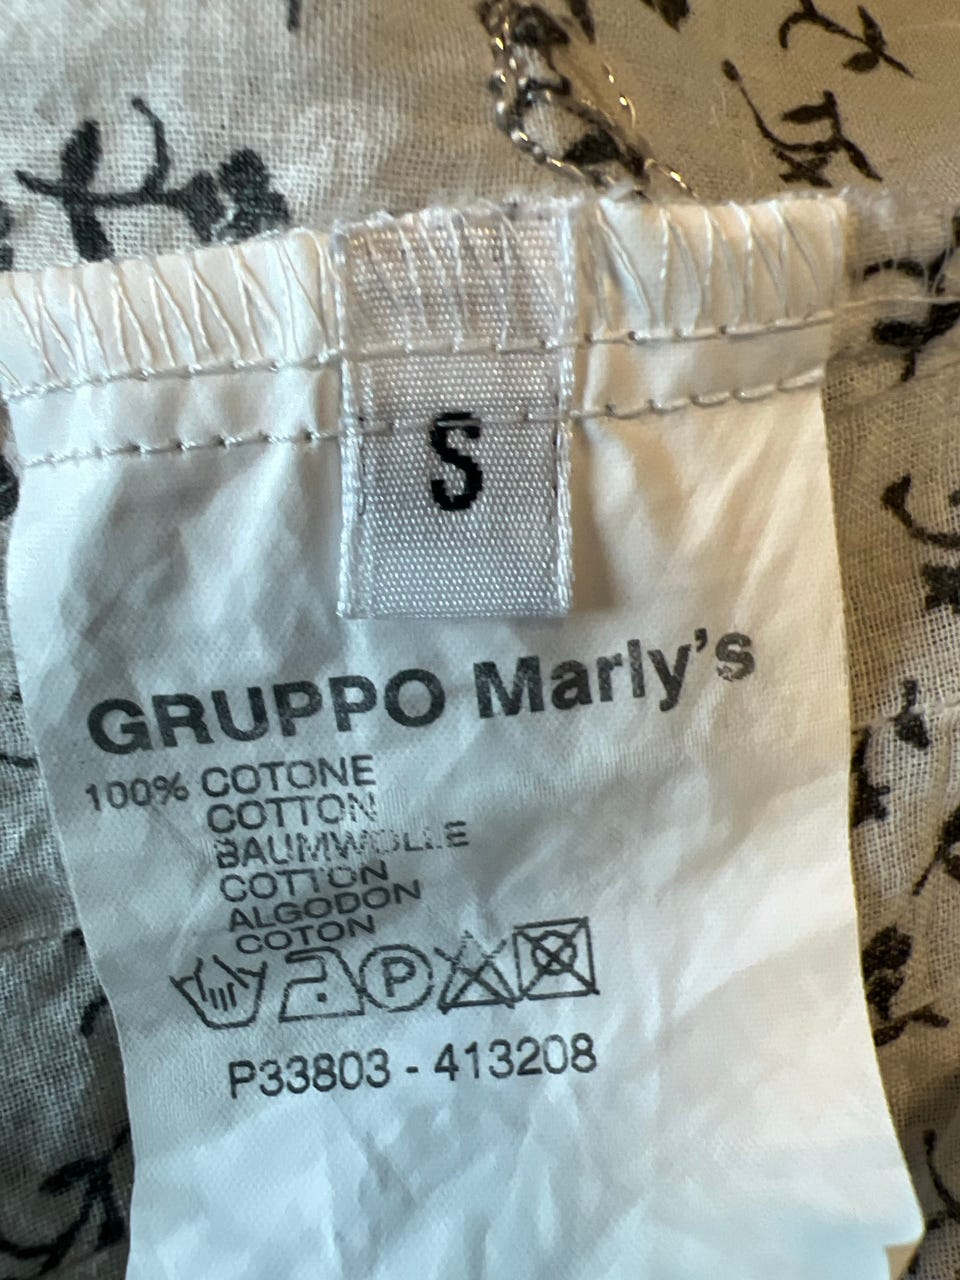 S
GRUPPO Marly's
100% COTONE
COTTON
BAUMWOLLE
COTTON
ALGODON
COTON
P
P33803 - 413208